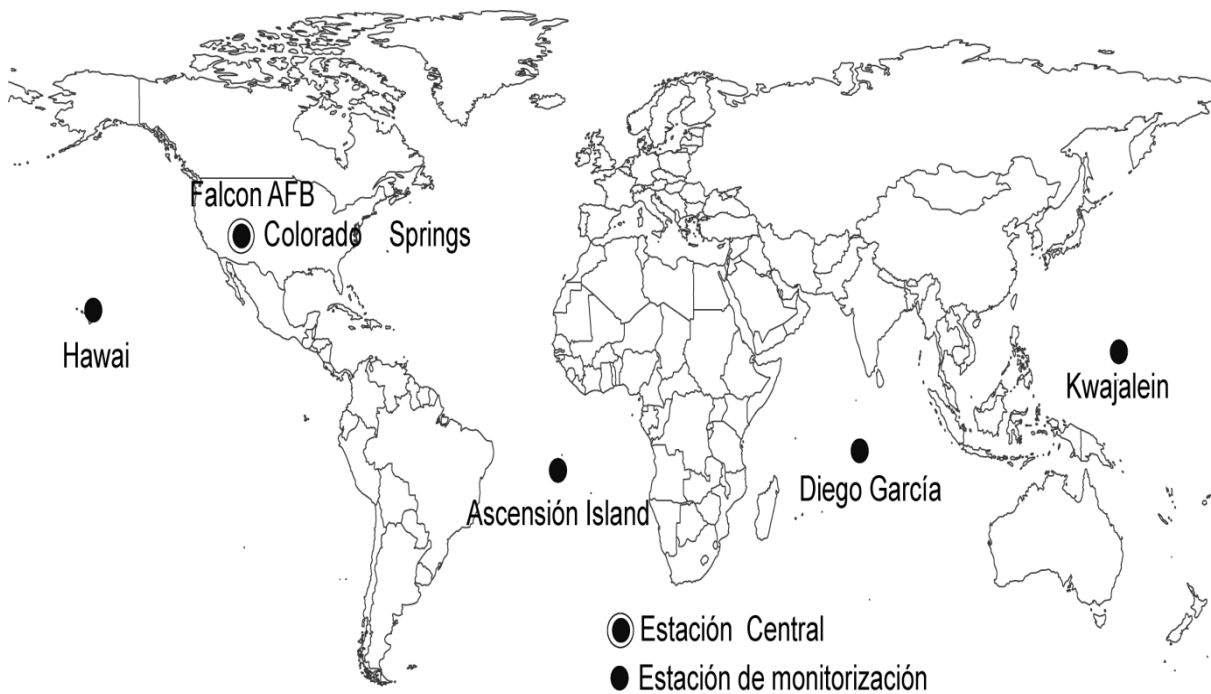 Falcon AFB
Colorado Springs
Hawai
Kwajalein
Diego García
Ascensión Island
Estación Central
Estación de monitorización